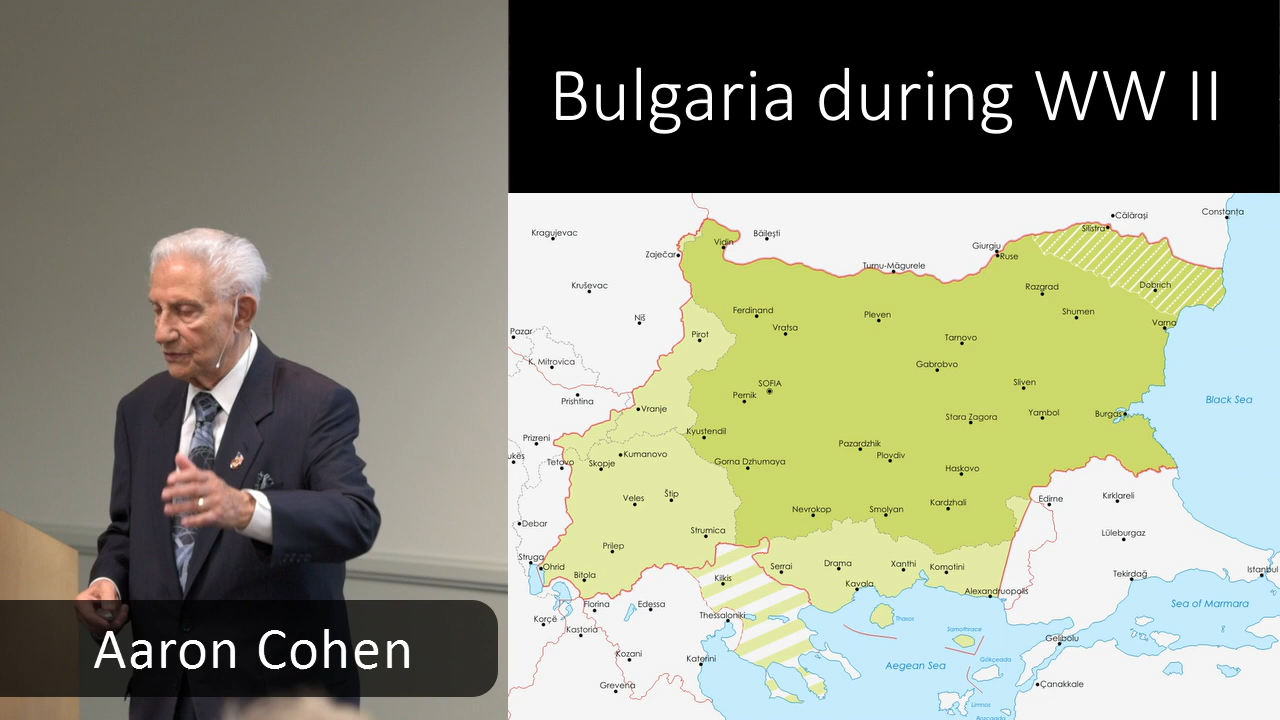 Bulgaria during WW II
Aaron Cohen
Constanța
Călărași
Silistra
Kragujevac
Băilești
Vidin
Giurgiu
Ruse
Zaječar
Turnu-Măgurele
Kruševac
Razgrad
Dobrich
Ferdinand
Pleven
Shumen
Niš
Vratsa
Varna
Pazar
Pirot
Tarnovo
K. Mitrovica
Gabrovo
SOFIA
Sliven
Pernik
Prishtina
Vranje
Black Sea
Stara Zagora
Yambol
Burgas
Kyustendil
Prizreni
Pazardzhik
Plovdiv
ukës
Tetovo
Skopje
Kumanovo
Gorna Dzhumaya
Haskovo
Veles
Štip
Nevrokop
Smolyan
Kardzhali
Edirne
Kırklareli
Debar
Strumica
Lüleburgaz
Prilep
Struga
Ohrid
Bitola
Kilkis
Serrai
Drama
Xanthi
Komotini
Tekirdağ
Istanbul
Kavala
Alexandruopolis
Florina
Edessa
Thessaloniki
Thasos
Sea of Marmara
Korçë
Kastoria
Samothrace
Gelibolu
Kozani
Katerini
Aegean Sea
Gökçeada
Grevena
Çanakkale
Limnos
Bozcaada